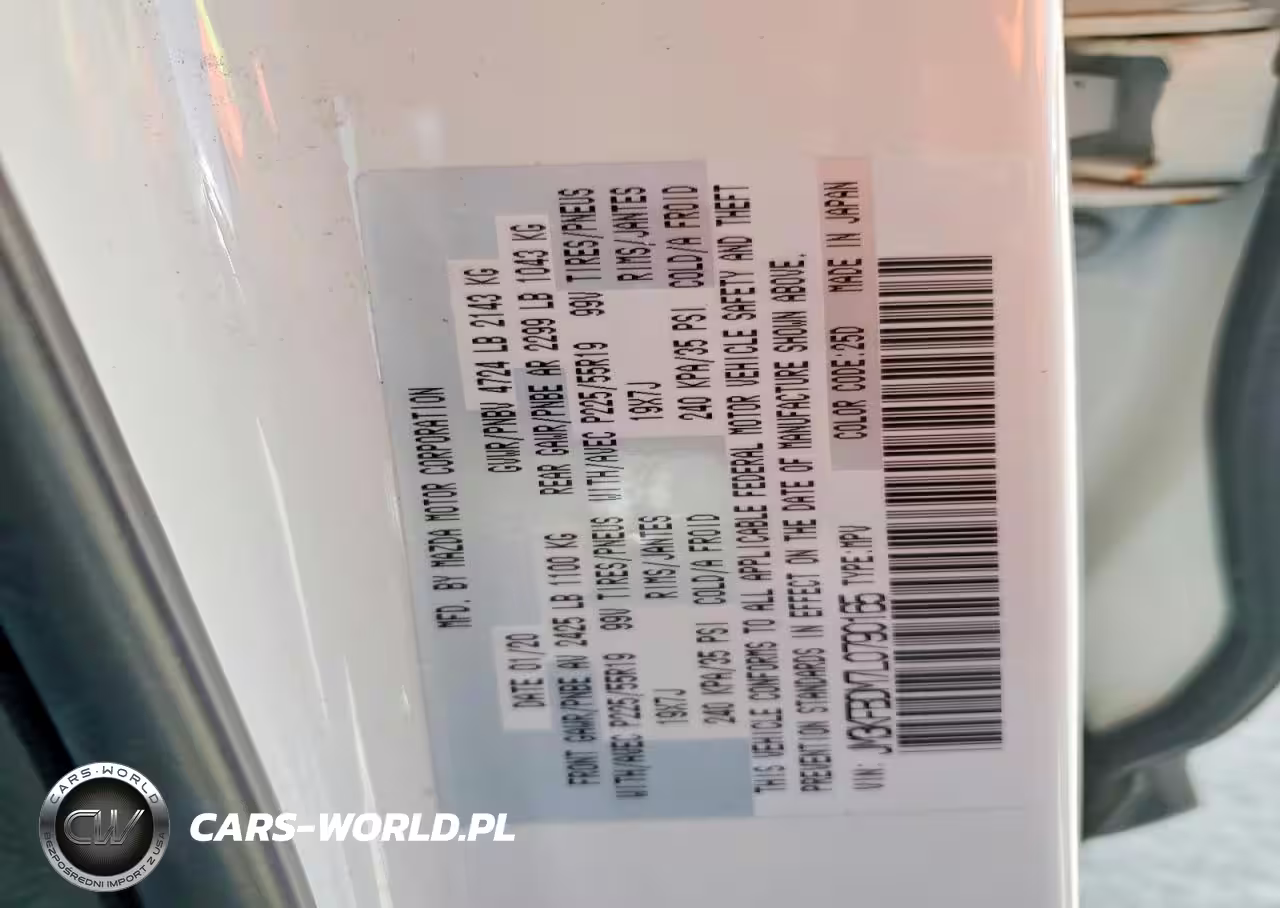 MFD. BY MAZDA MOTOR CORPORATION
DATE 01/20 GVWR/PNBV 4724 LB 2143 KG
FRONT GAWR/PNBE AV 2425 LB 1100 KG REAR GAWR/PNBE AR 2299 LB 1043 KG
WITH/AVEC P225/55R19 99V TIRES/PNEUS WITH/AVEC P225/55R19 99V TIRES/PNEUS
19X7J RIMS/JANTES 19X7J RIMS/JANTES
240 KPA/35 PSI COLD/A FROID 240 KPA/35 PSI COLD/A FROID
THIS VEHICLE CONFORMS TO ALL APPLICABLE FEDERAL MOTOR VEHICLE SAFETY AND THEFT
PREVENTION STANDARDS IN EFFECT ON THE DATE OF MANUFACTURE SHOWN ABOVE.
COLOR CODE:25D MADE IN JAPAN
VIN: JM3KFBDY7L0790165 TYPE:MPV
CARS-WORLD
CW
BEZPOŚREDNI IMPORT Z USA
CARS-WORLD.PL